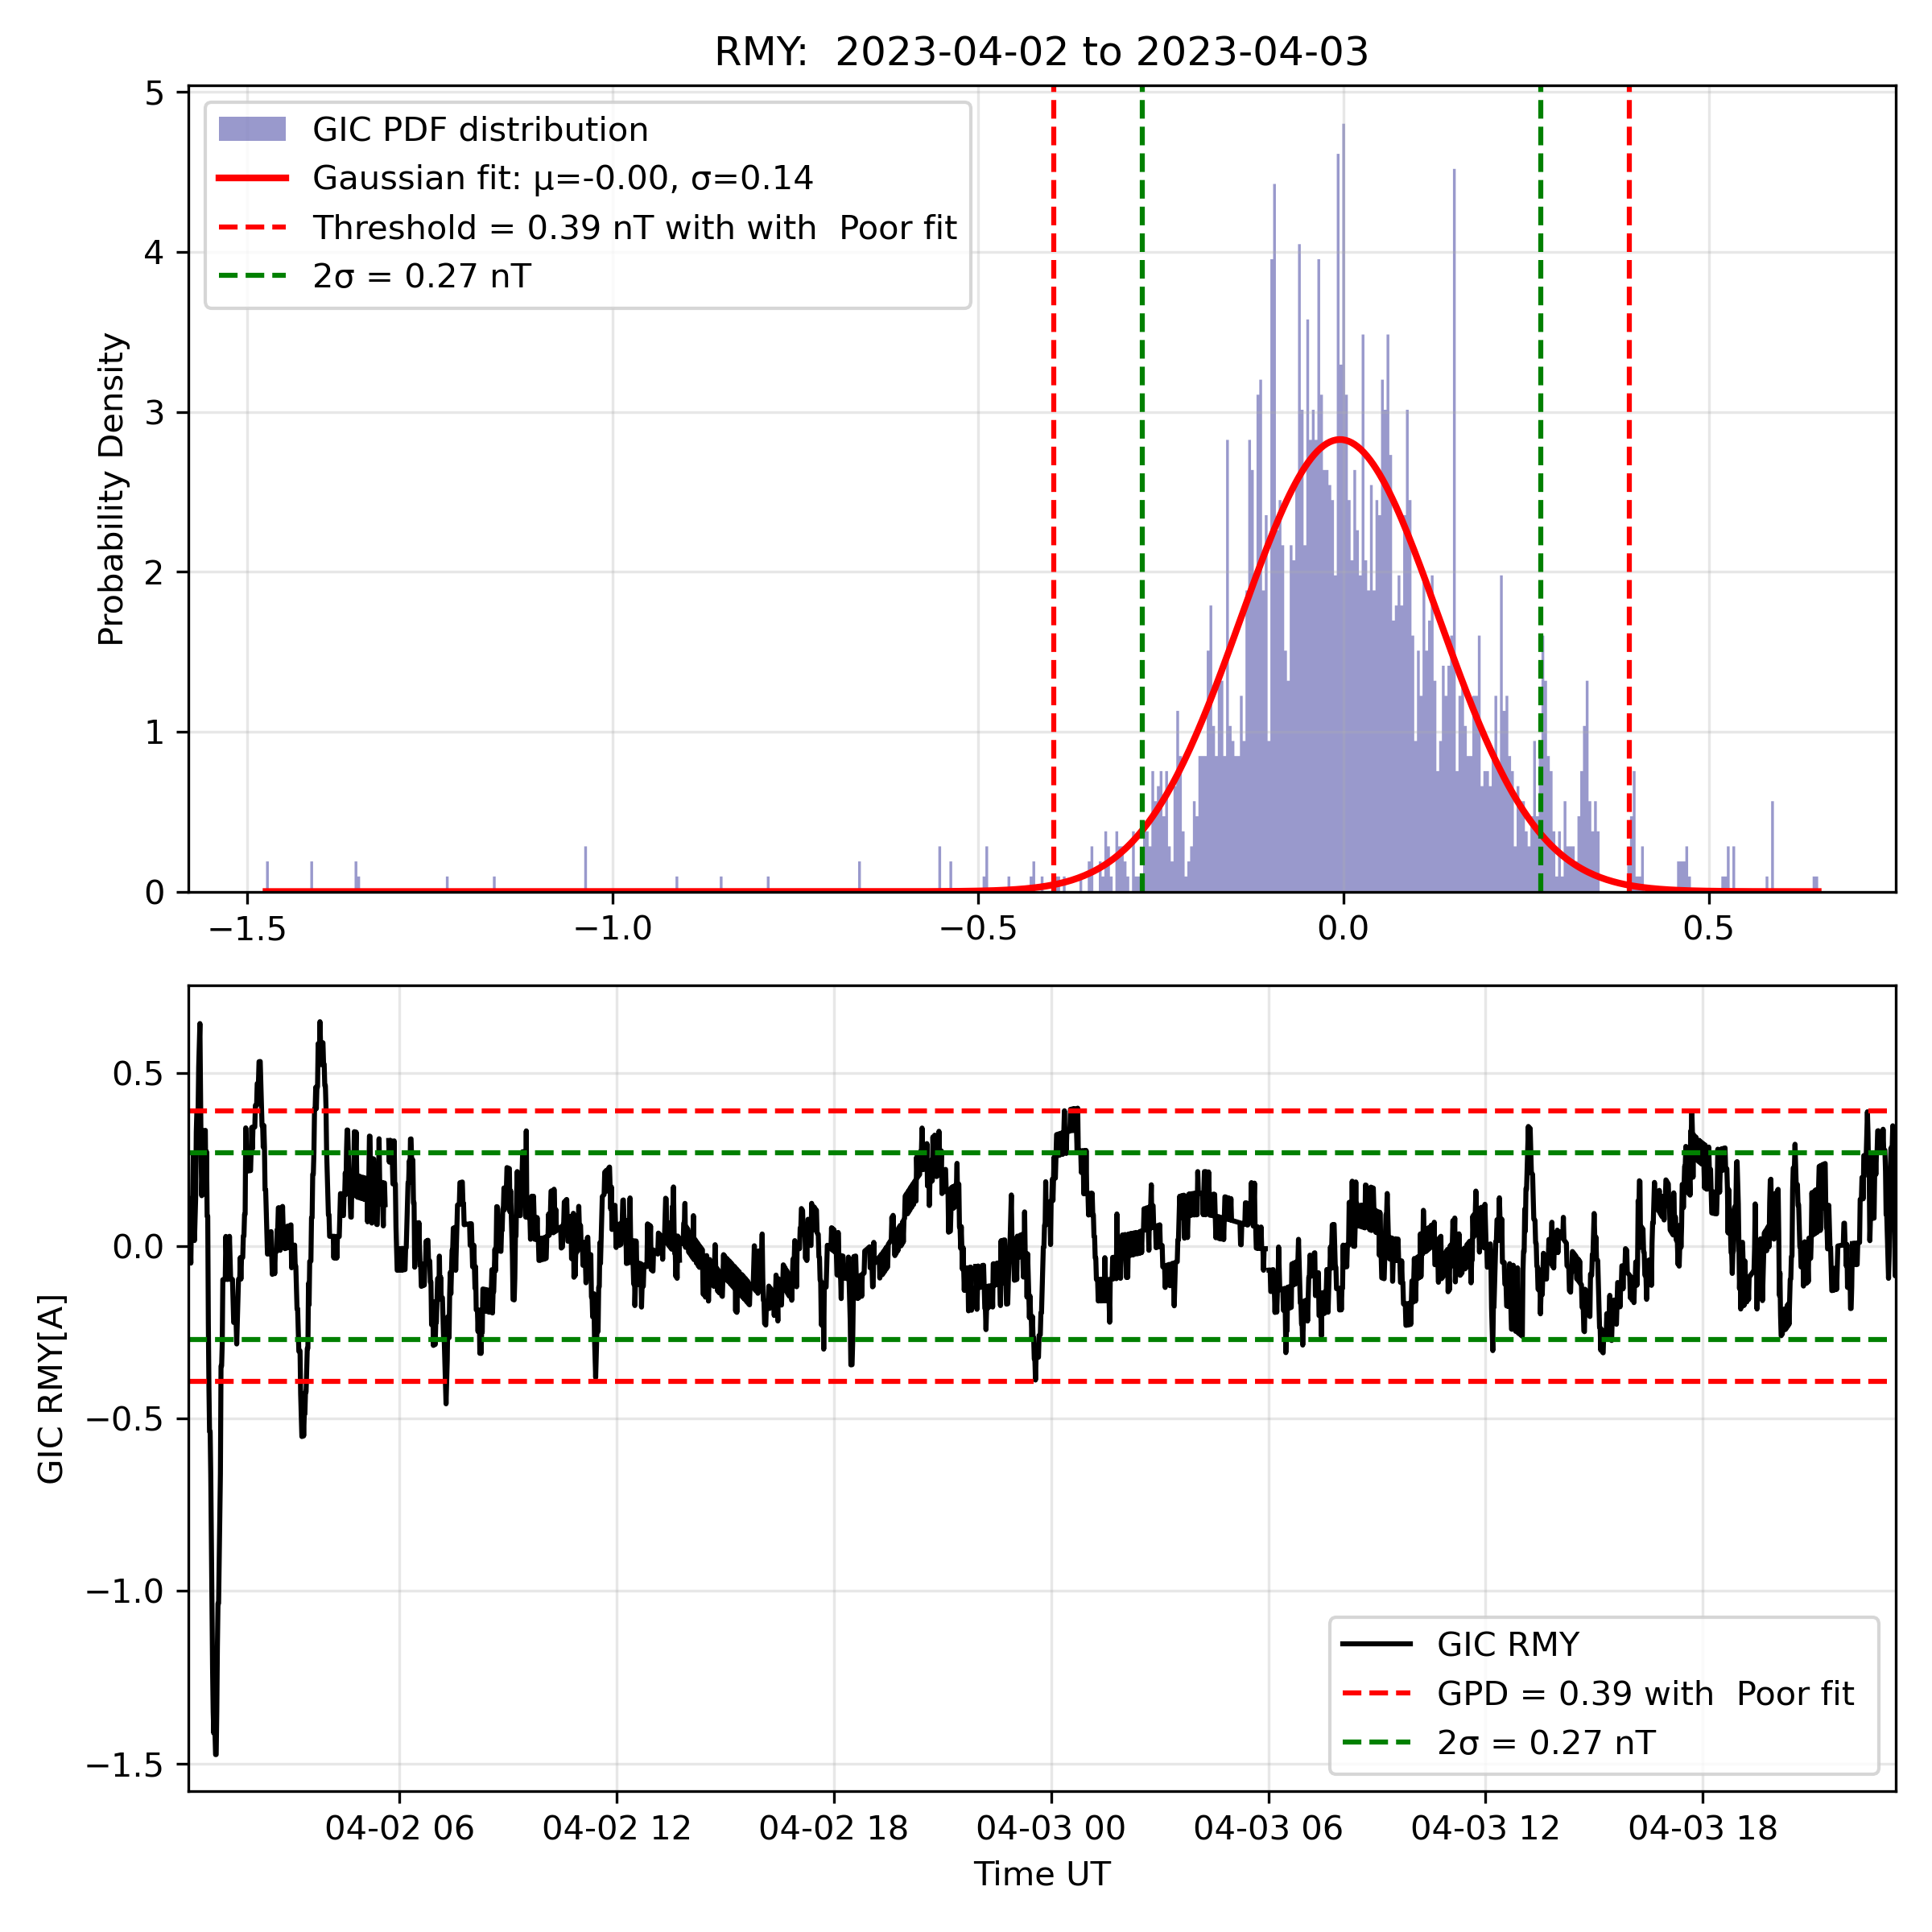 RMY:  2023-04-02 to 2023-04-03
5
4
3
2
1
0
Probability Density
GIC PDF distribution
Gaussian fit: μ=-0.00, σ=0.14
Threshold = 0.39 nT with with  Poor fit
2σ = 0.27 nT
−1.5 −1.0 −0.5 0.0 0.5
0.5
0.0
−0.5
−1.0
−1.5
GIC RMY[A]
GIC RMY
GPD = 0.39 with  Poor fit
2σ = 0.27 nT
04-02 06 04-02 12 04-02 18 04-03 00 04-03 06 04-03 12 04-03 18
Time UT